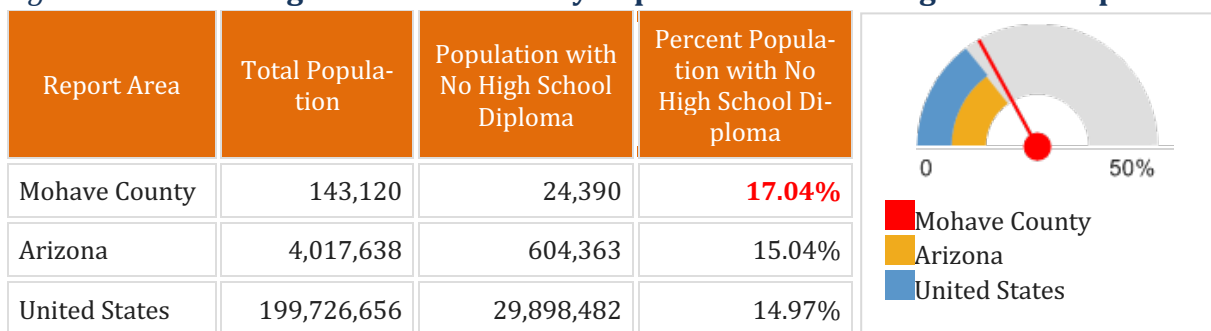 Report Area
Total Popula-
tion
Population with
No High School
Diploma
Percent Popula-
tion with No
High School Di-
ploma
Mohave County
143,120
24,390
17.04%
Arizona
4,017,638
604,363
15.04%
United States
199,726,656
29,898,482
14.97%
0
50%
Mohave County
Arizona
United States